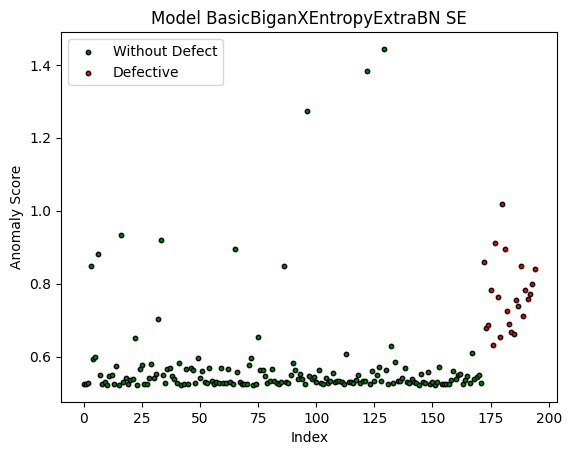 Model BasicBiganXEntropyExtraBN SE
Without Defect
Defective
Anomaly Score
1.4
1.2
1.0
0.8
0.6
0 25 50 75 100 125 150 175 200
Index